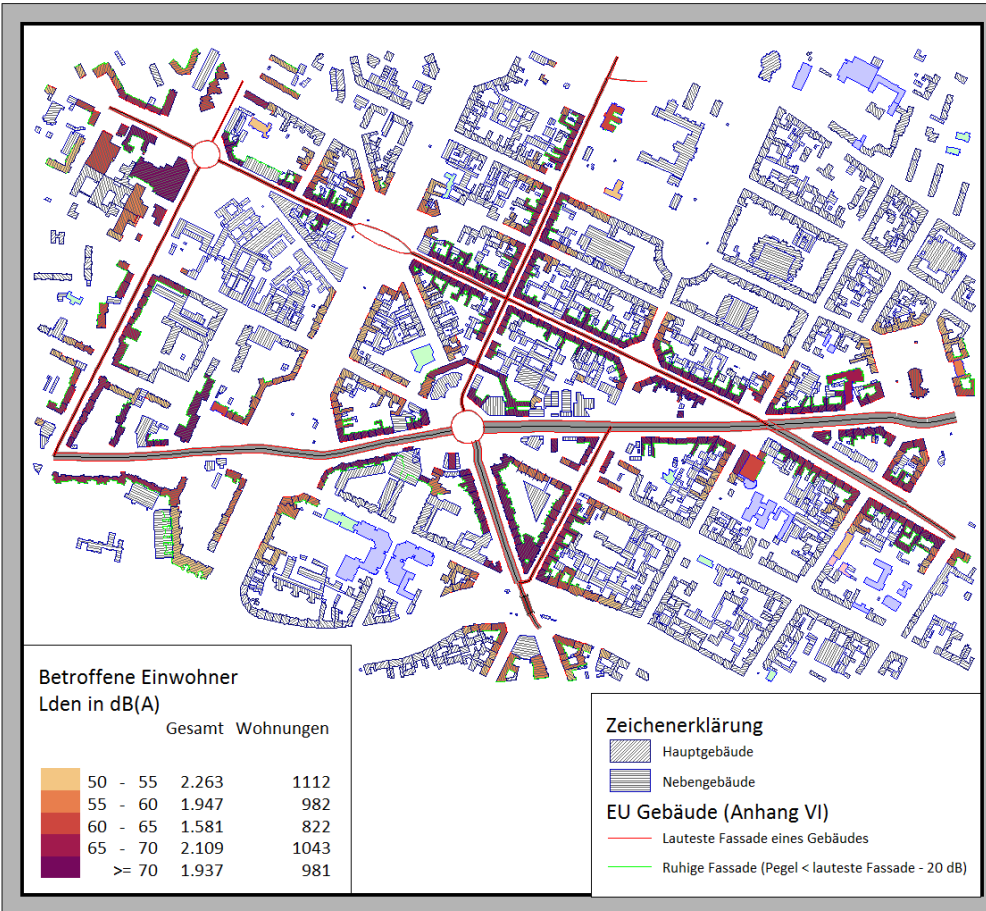 Betroffene Einwohner
Lden in dB(A)
Gesamt Wohnungen
50 - 55 2.263 1112
55 - 60 1.947 982
60 - 65 1.581 822
65 - 70 2.109 1043
>= 70 1.937 981
Zeichenerklärung
Hauptgebäude
Nebengebäude
EU Gebäude (Anhang VI)
Lauteste Fassade eines Gebäudes
Ruhige Fassade (Pegel < lauteste Fassade - 20 dB)